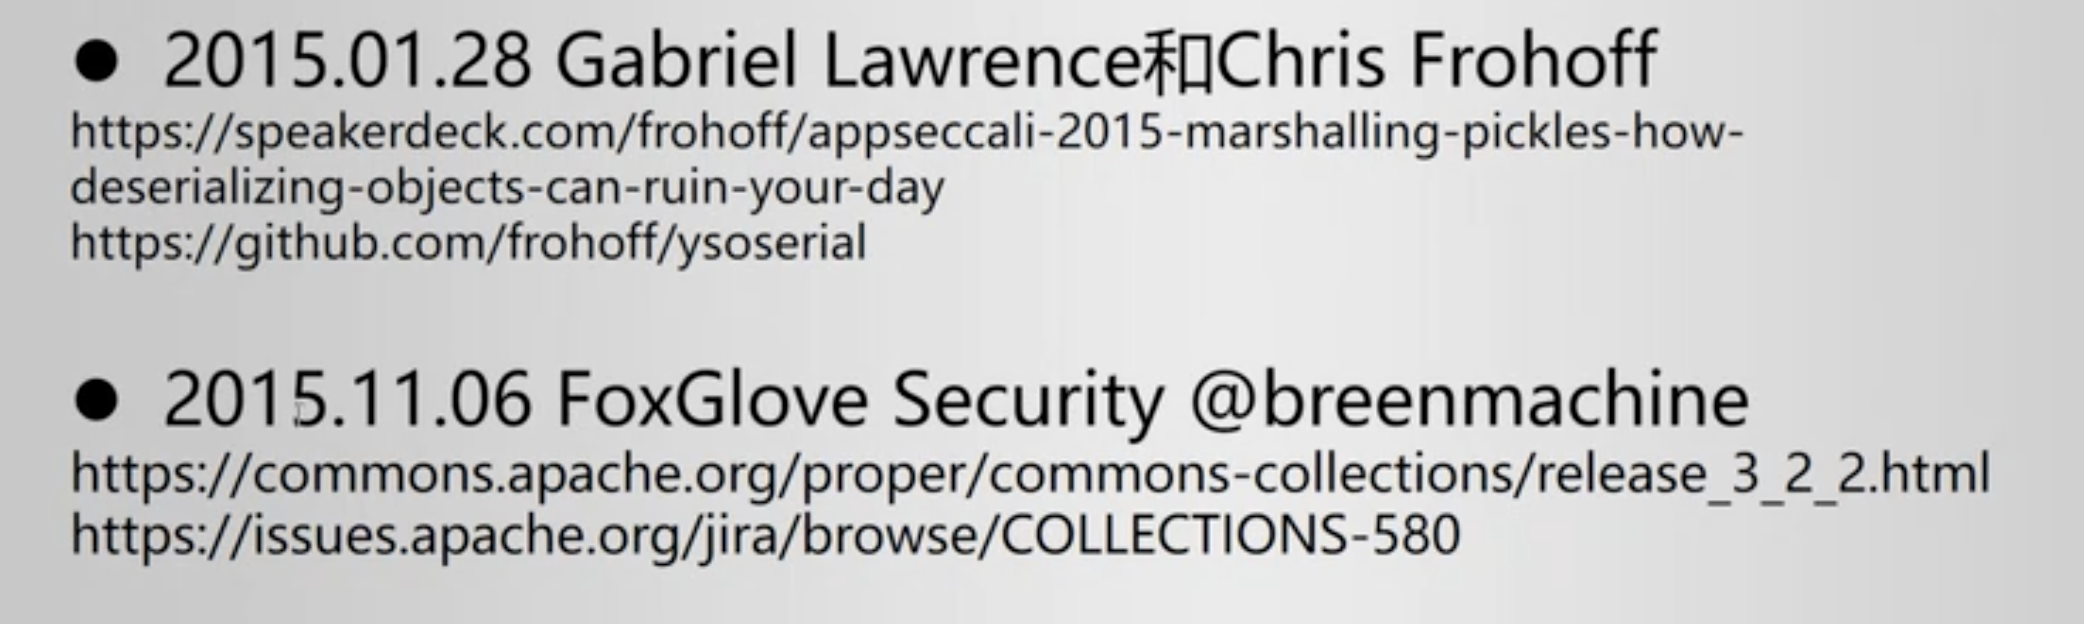 ● 2015.01.28 Gabriel Lawrence和Chris Frohoff
https://speakerdeck.com/frohoff/appseccali-2015-marshalling-pickles-how-
deserializing-objects-can-ruin-your-day
https://github.com/frohoff/ysoserial
● 2015.11.06 FoxGlove Security @breenmachine
https://commons.apache.org/proper/commons-collections/release_3_2_2.html
https://issues.apache.org/jira/browse/COLLECTIONS-580